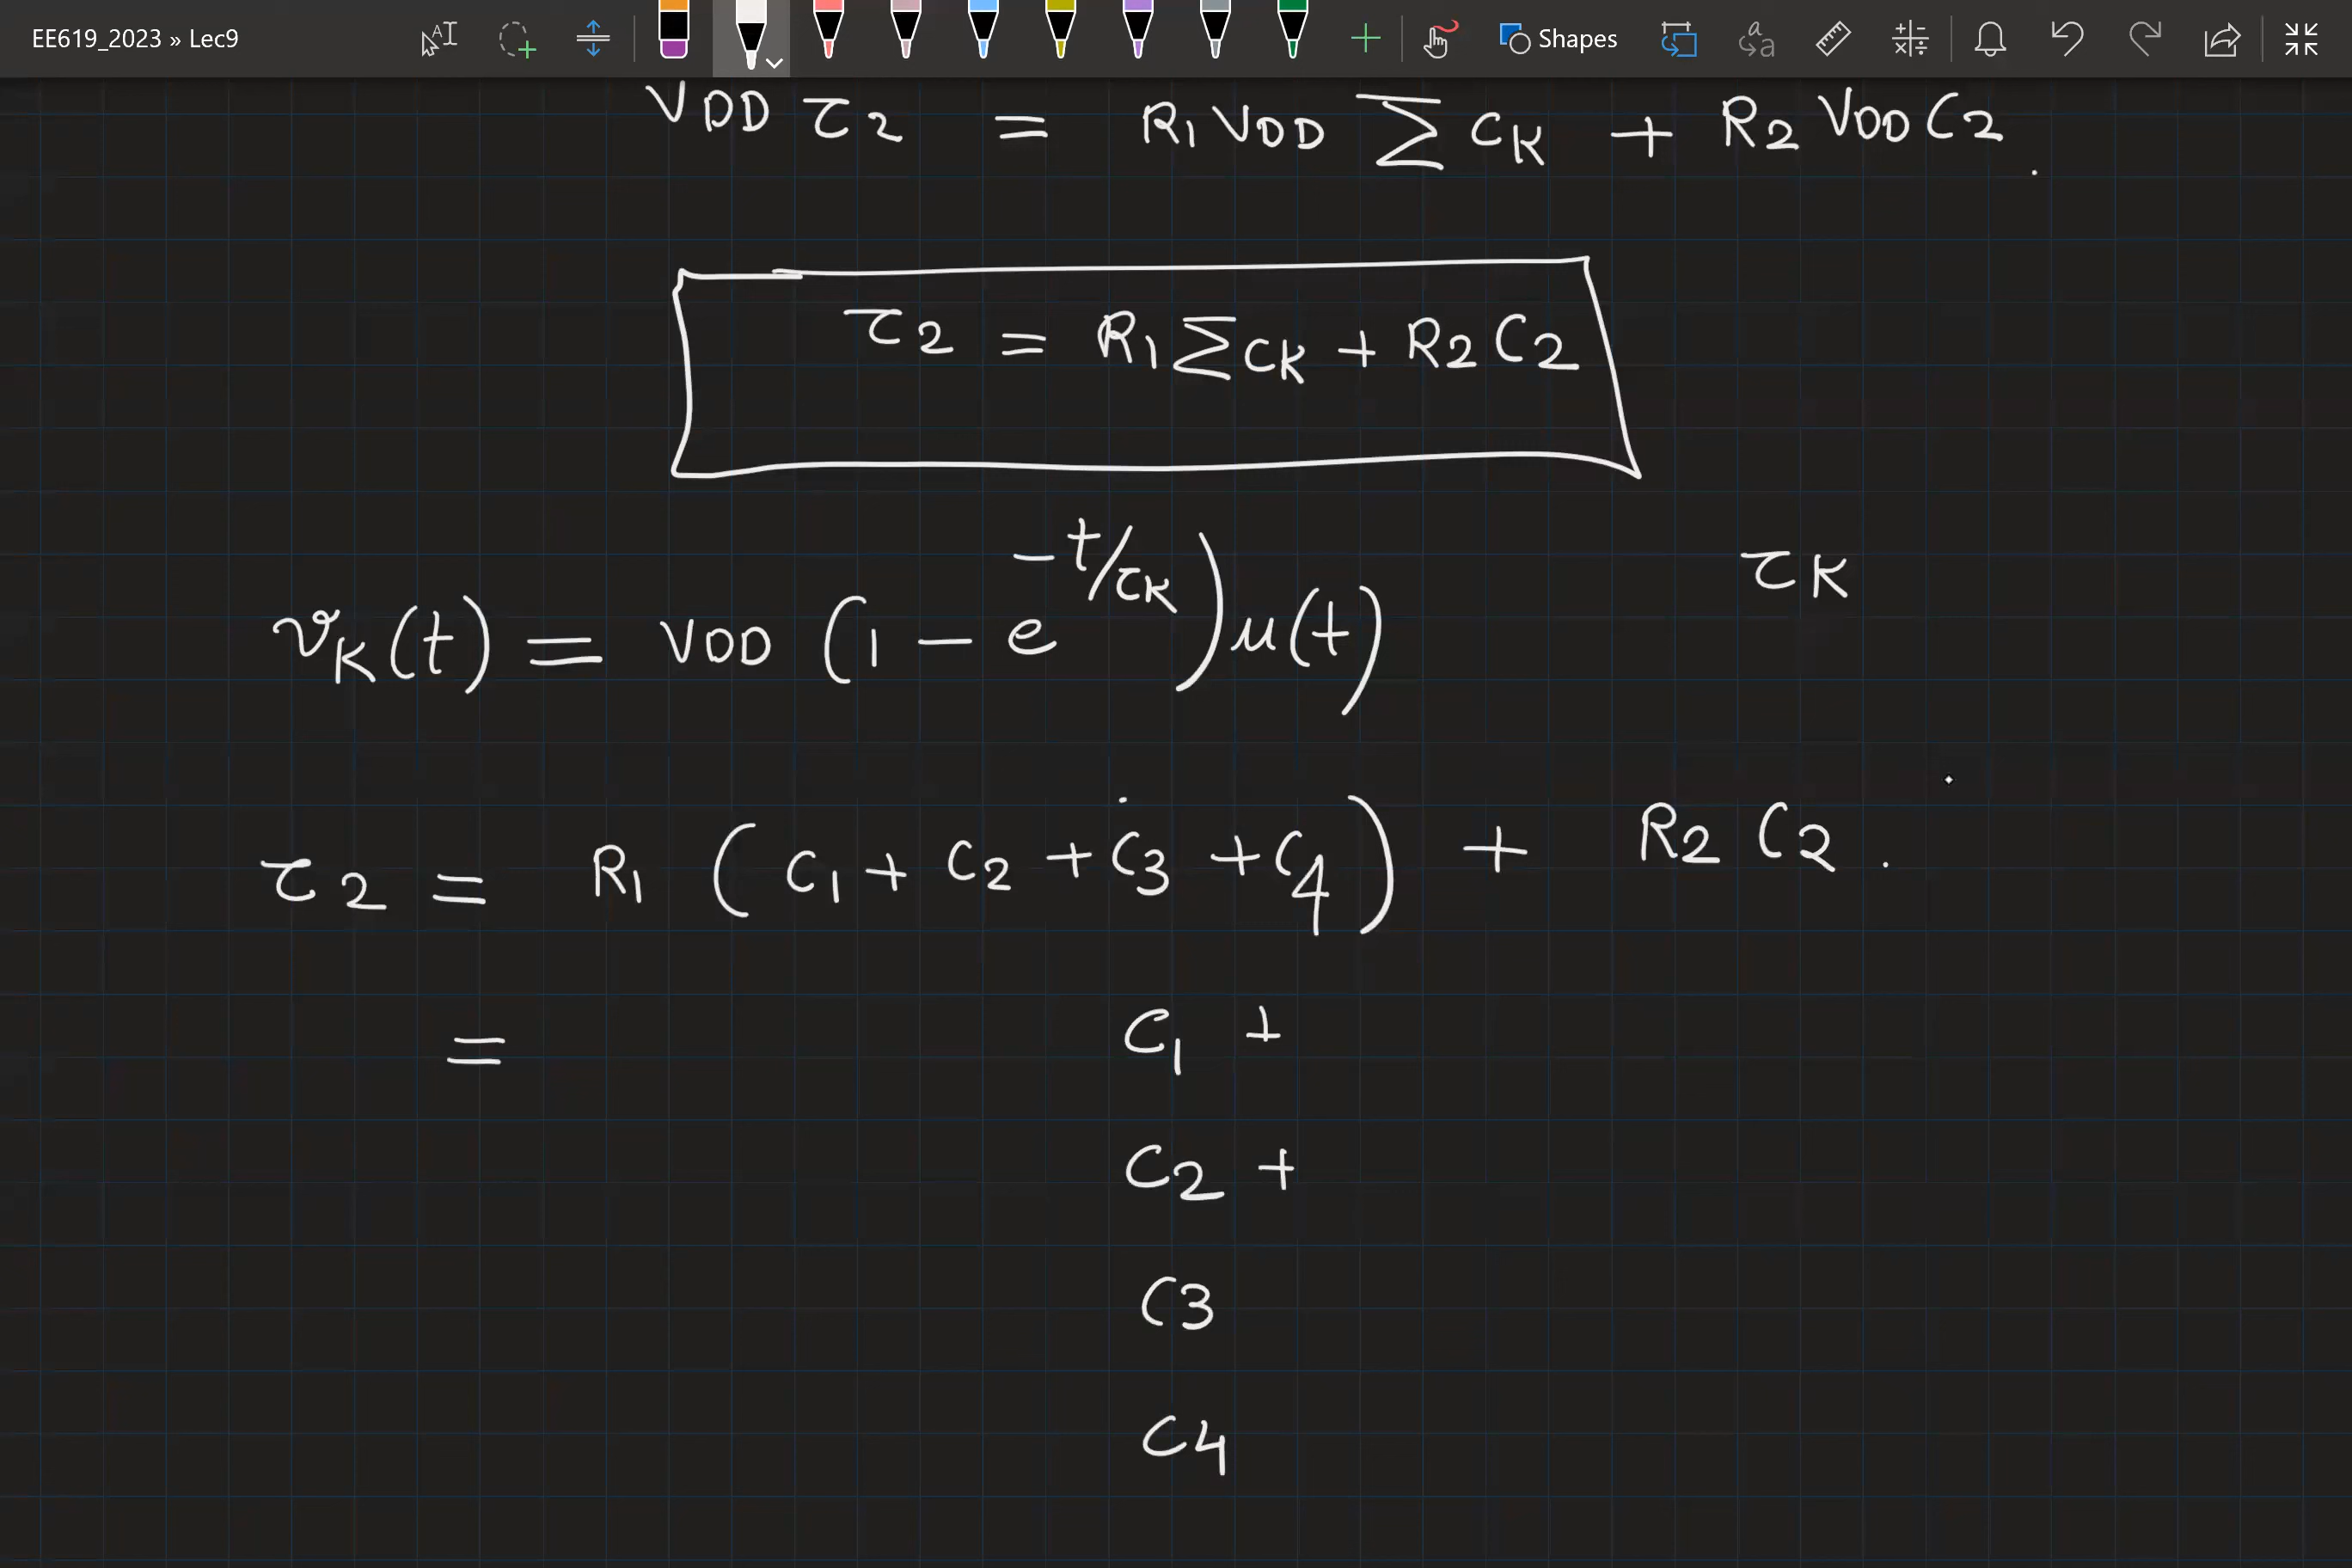 EE619_2023 » Lec9
Shapes
VDD τ2 = R1 VDD Σ CK + R2 VDD C2 .
τ2 = R1 Σ CK + R2 C2
vK(t) = VDD (1 − e^(−t/τK)) u(t)
τK
τ2 = R1 ( C1 + C2 + C3 + C4 ) + R2 C2 .
= C1 +
C2 +
C3
C4